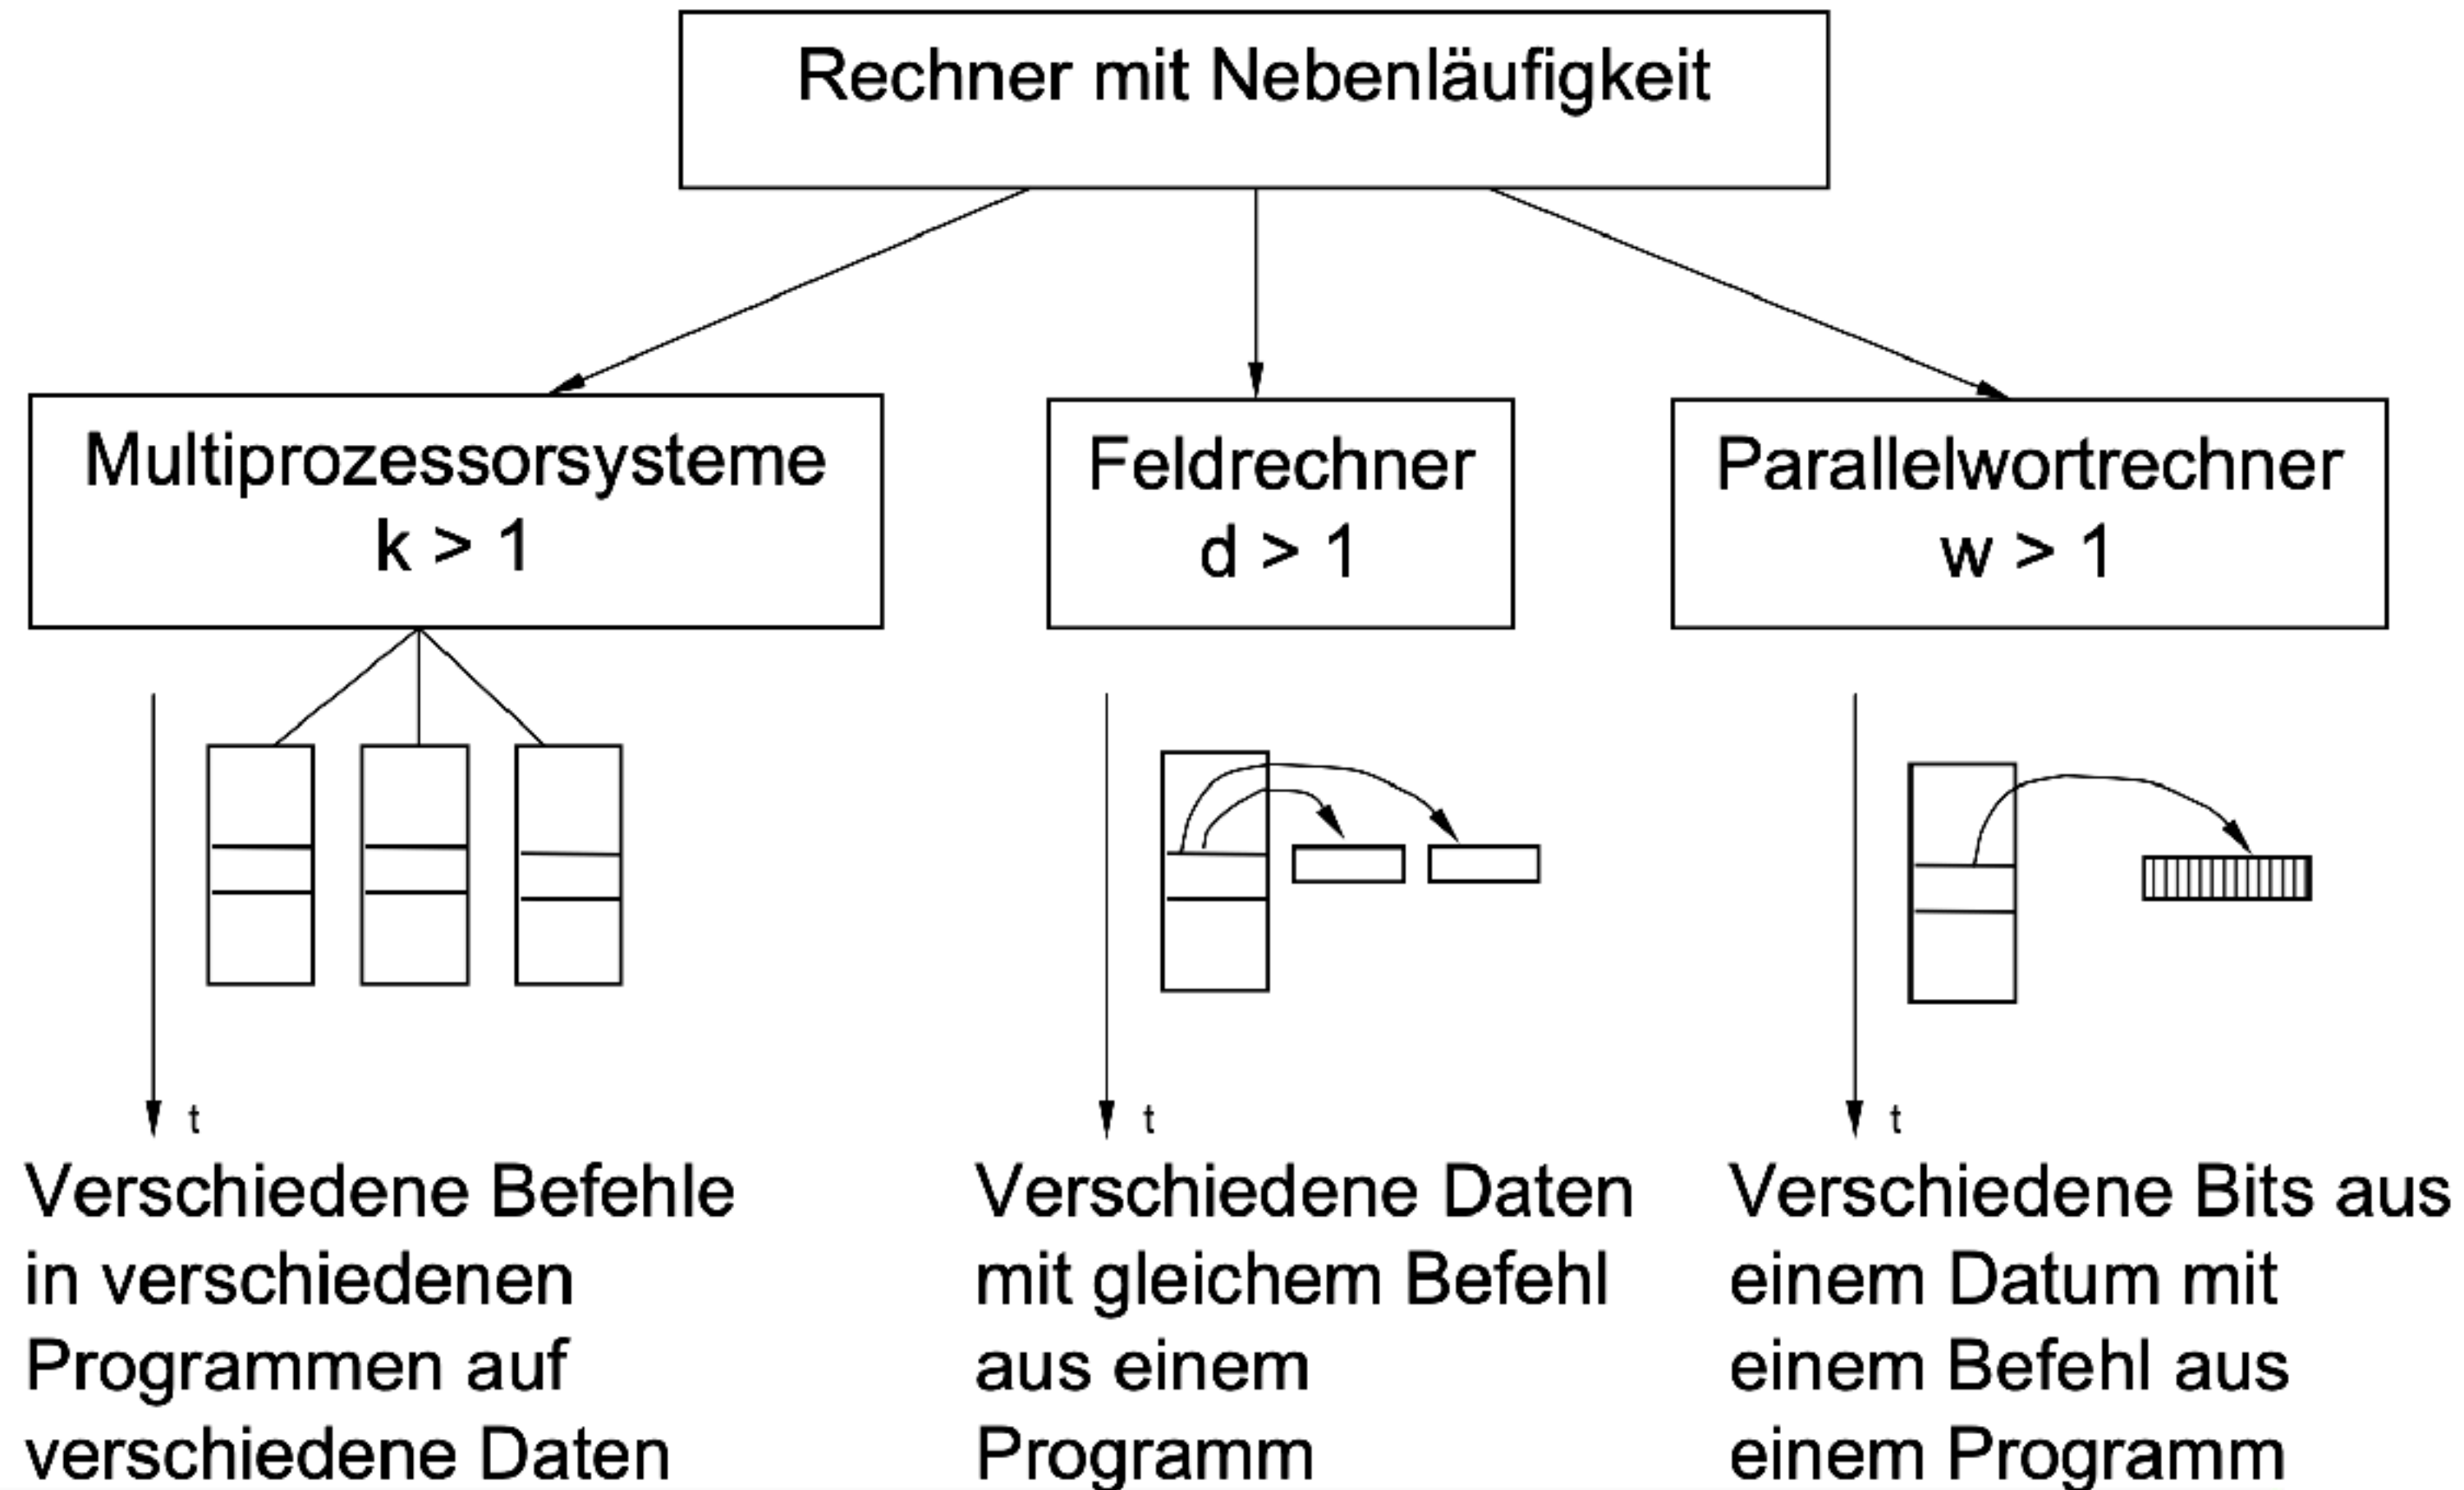 Rechner mit Nebenläufigkeit
Multiprozessorsysteme
k > 1
Feldrechner
d > 1
Parallelwortrechner
w > 1
t
t
t
Verschiedene Befehle
in verschiedenen
Programmen auf
verschiedene Daten
Verschiedene Daten
mit gleichem Befehl
aus einem
Programm
Verschiedene Bits aus
einem Datum mit
einem Befehl aus
einem Programm